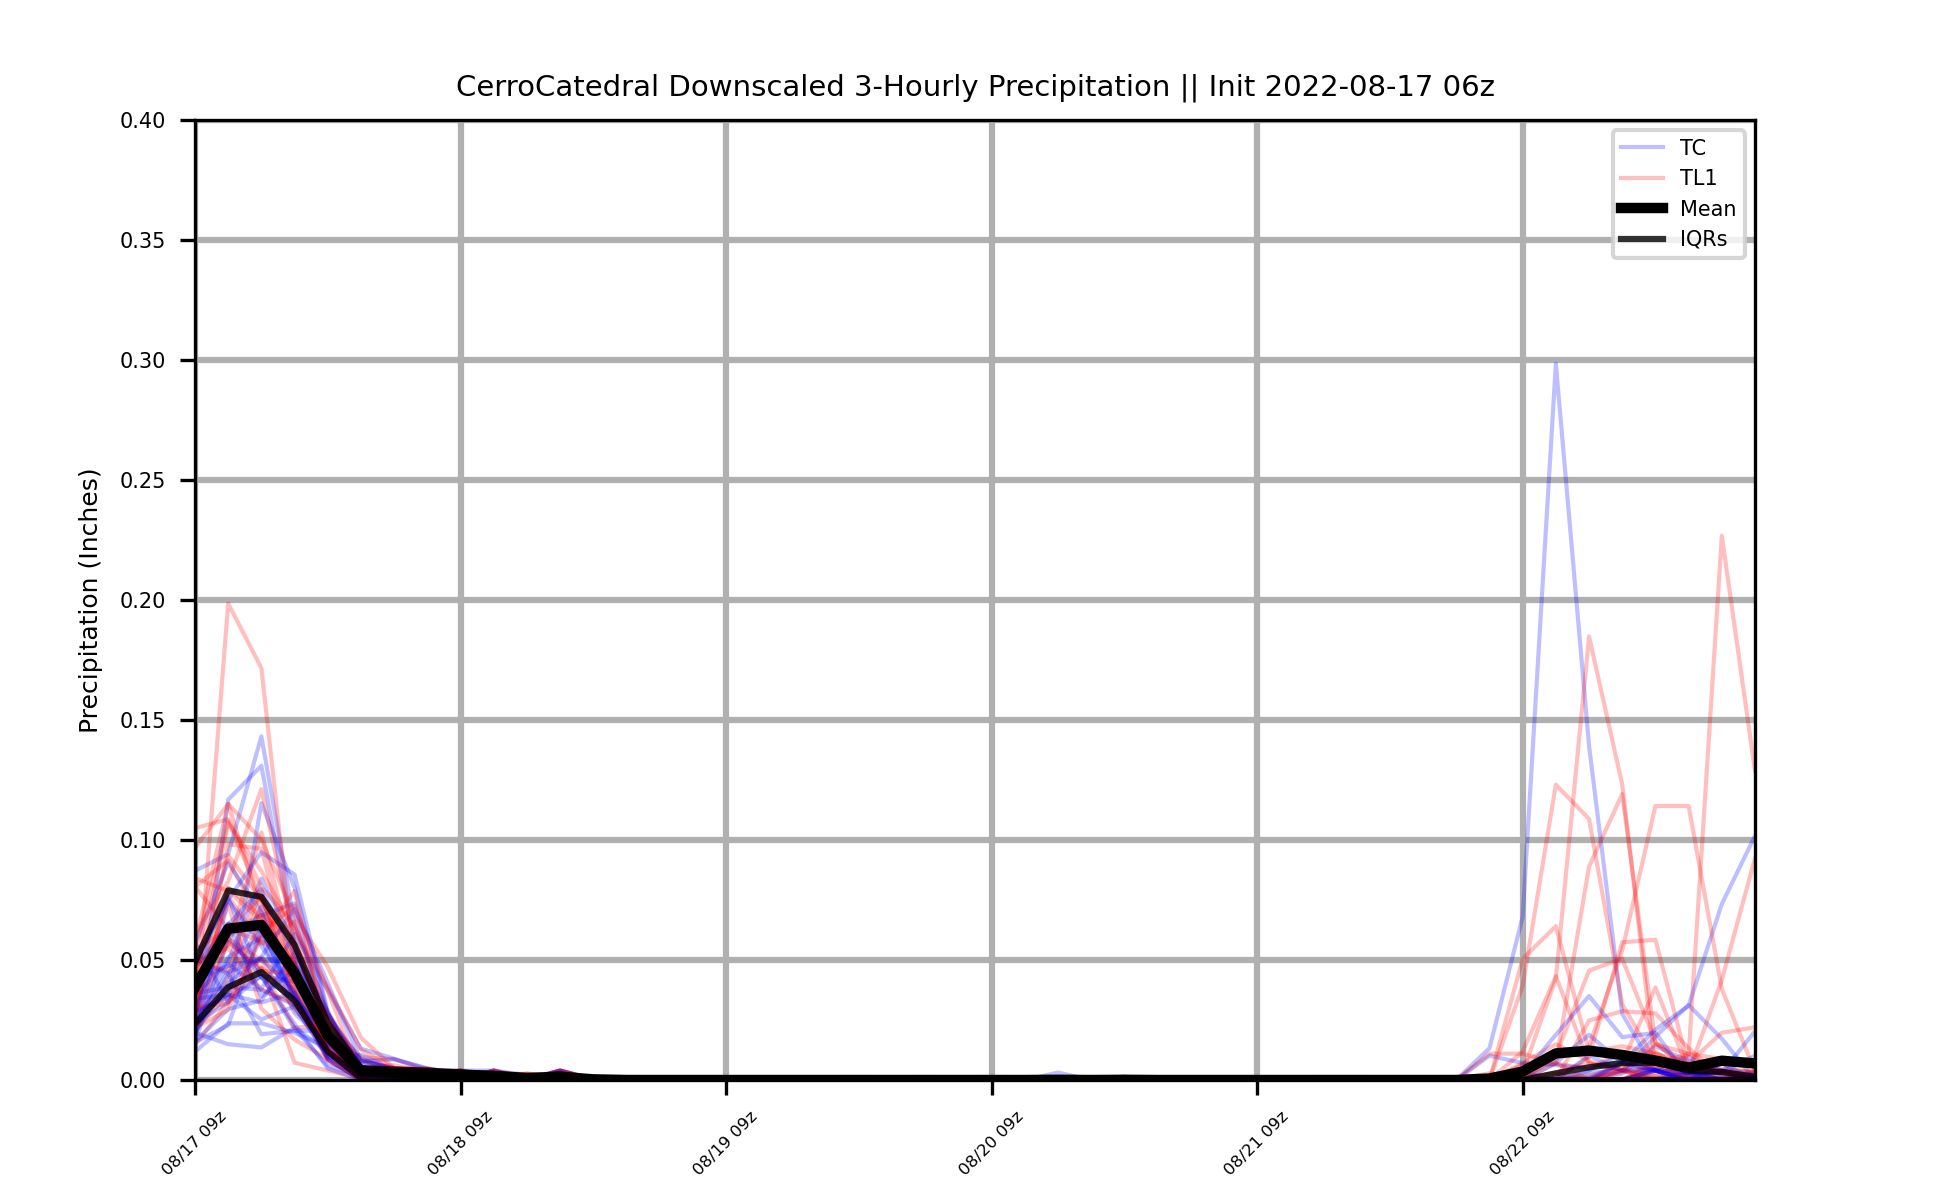 CerroCatedral Downscaled 3-Hourly Precipitation || Init 2022-08-17 06z
Precipitation (Inches)
0.40
0.35
0.30
0.25
0.20
0.15
0.10
0.05
0.00
TC
TL1
Mean
IQRs
08/17 09z
08/18 09z
08/19 09z
08/20 09z
08/21 09z
08/22 09z